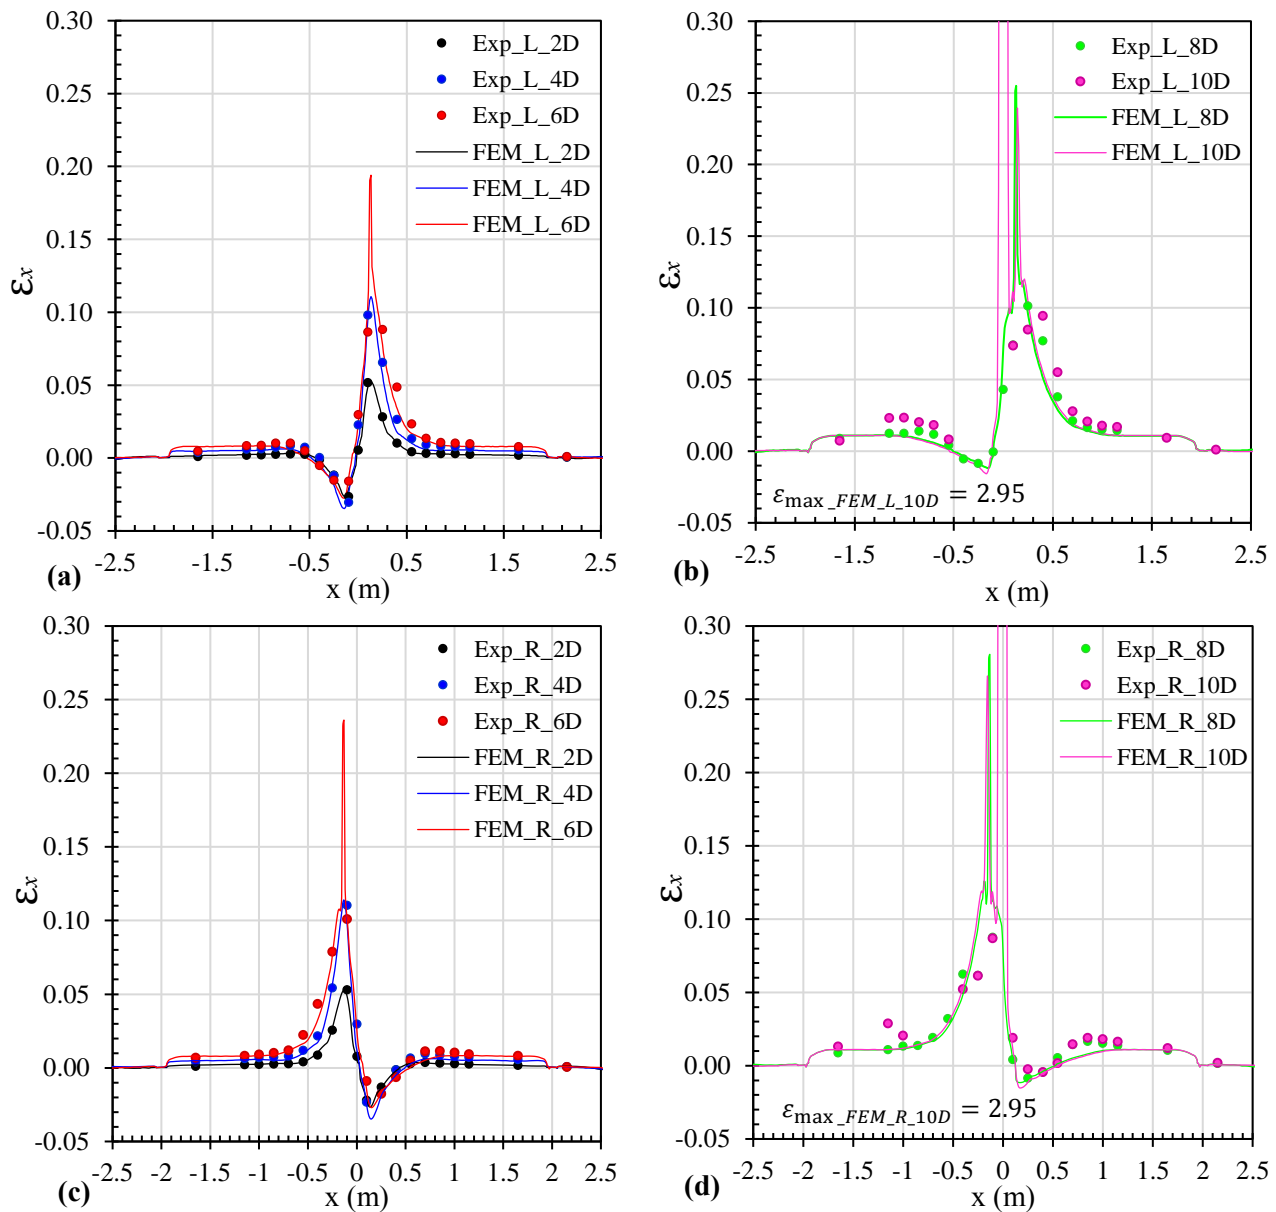 0.30
0.25
0.20
0.15
0.10
0.05
0.00
-0.05
εx
Exp_L_2D
Exp_L_4D
Exp_L_6D
FEM_L_2D
FEM_L_4D
FEM_L_6D
-2.5 -1.5 -0.5 0.5 1.5 2.5
(a) x (m)
0.30
0.25
0.20
0.15
0.10
0.05
0.00
-0.05
εx
Exp_L_8D
Exp_L_10D
FEM_L_8D
FEM_L_10D
εmax _FEM_L_10D = 2.95
-2.5 -1.5 -0.5 0.5 1.5 2.5
(b) x (m)
0.30
0.25
0.20
0.15
0.10
0.05
0.00
-0.05
εx
Exp_R_2D
Exp_R_4D
Exp_R_6D
FEM_R_2D
FEM_R_4D
FEM_R_6D
-2.5 -2 -1.5 -1 -0.5 0 0.5 1 1.5 2 2.5
(c) x (m)
0.30
0.25
0.20
0.15
0.10
0.05
0.00
-0.05
εx
Exp_R_8D
Exp_R_10D
FEM_R_8D
FEM_R_10D
εmax _FEM_R_10D = 2.95
-2.5 -2 -1.5 -1 -0.5 0 0.5 1 1.5 2 2.5
(d) x (m)